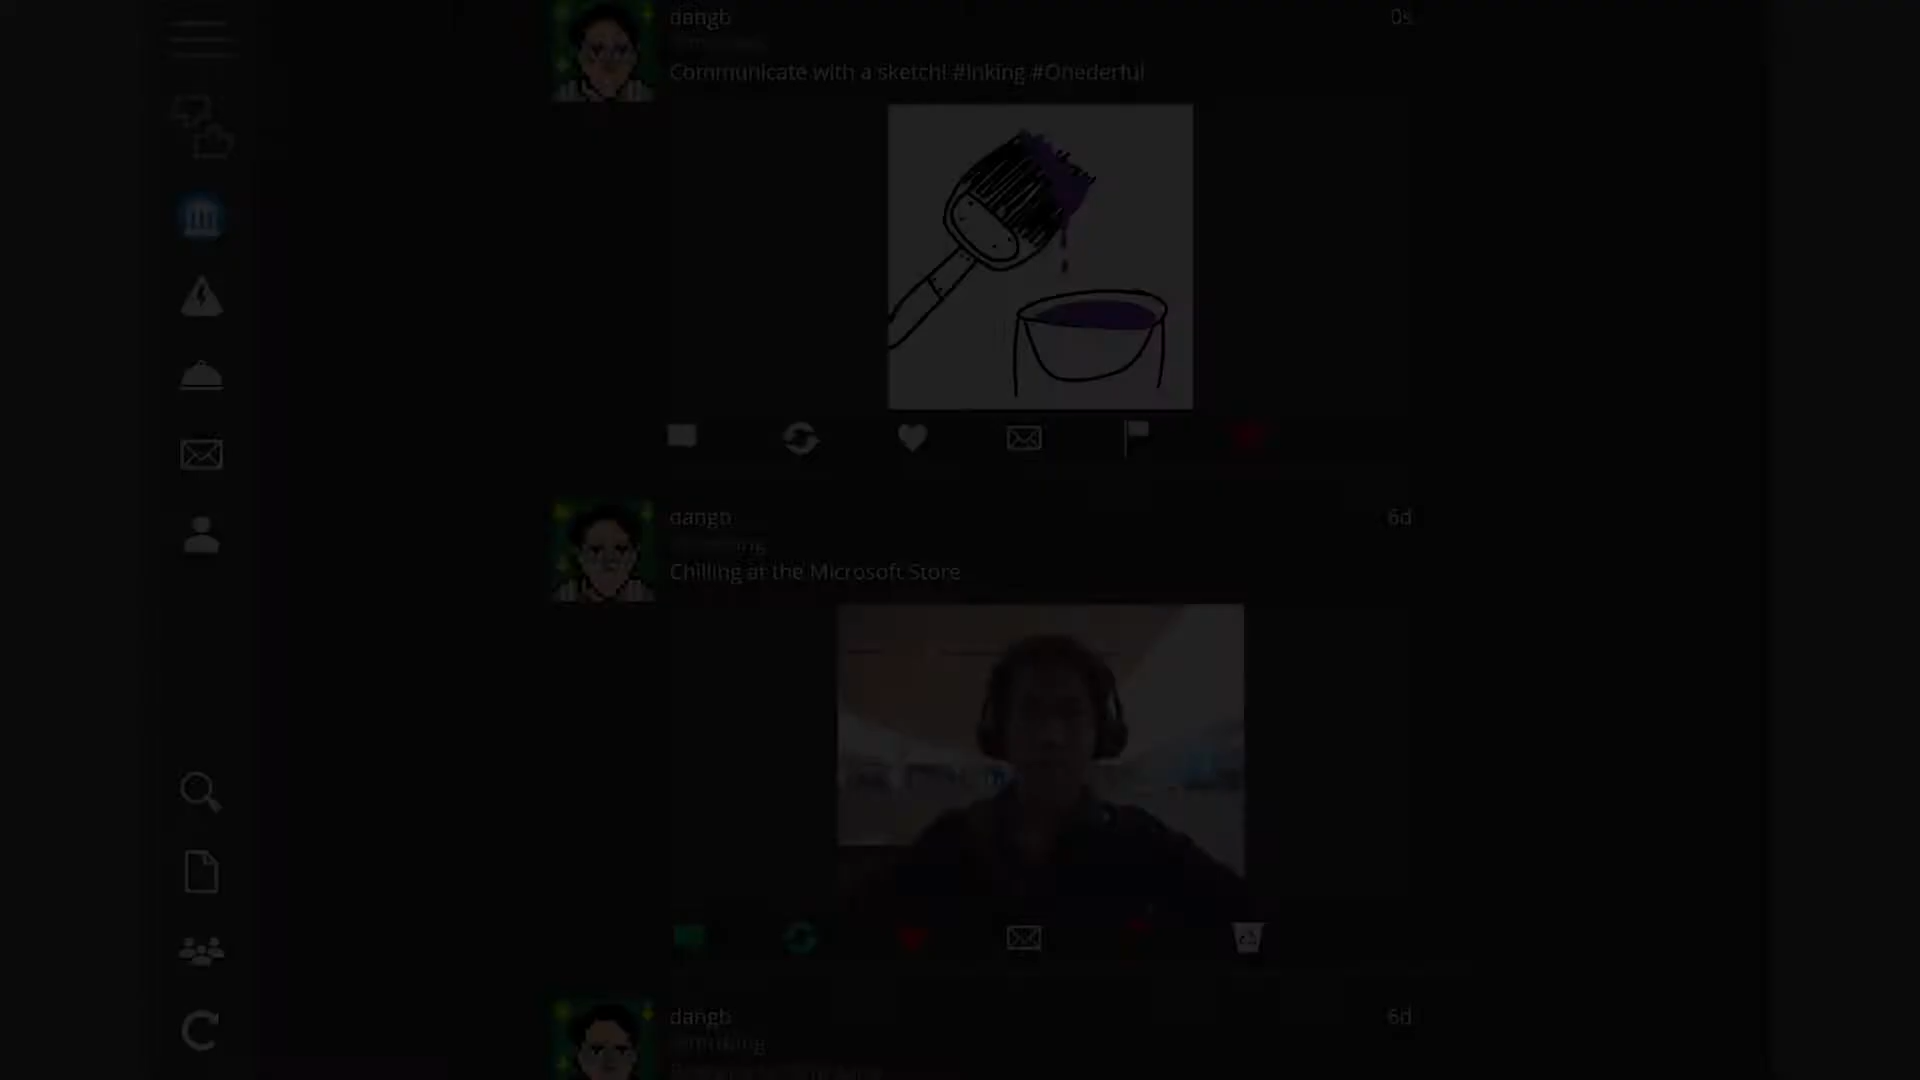 dangb
0s
Communicate with a sketch! #Inking #Onederful
dangb
6d
Chilling at the Microsoft Store
dangb
6d